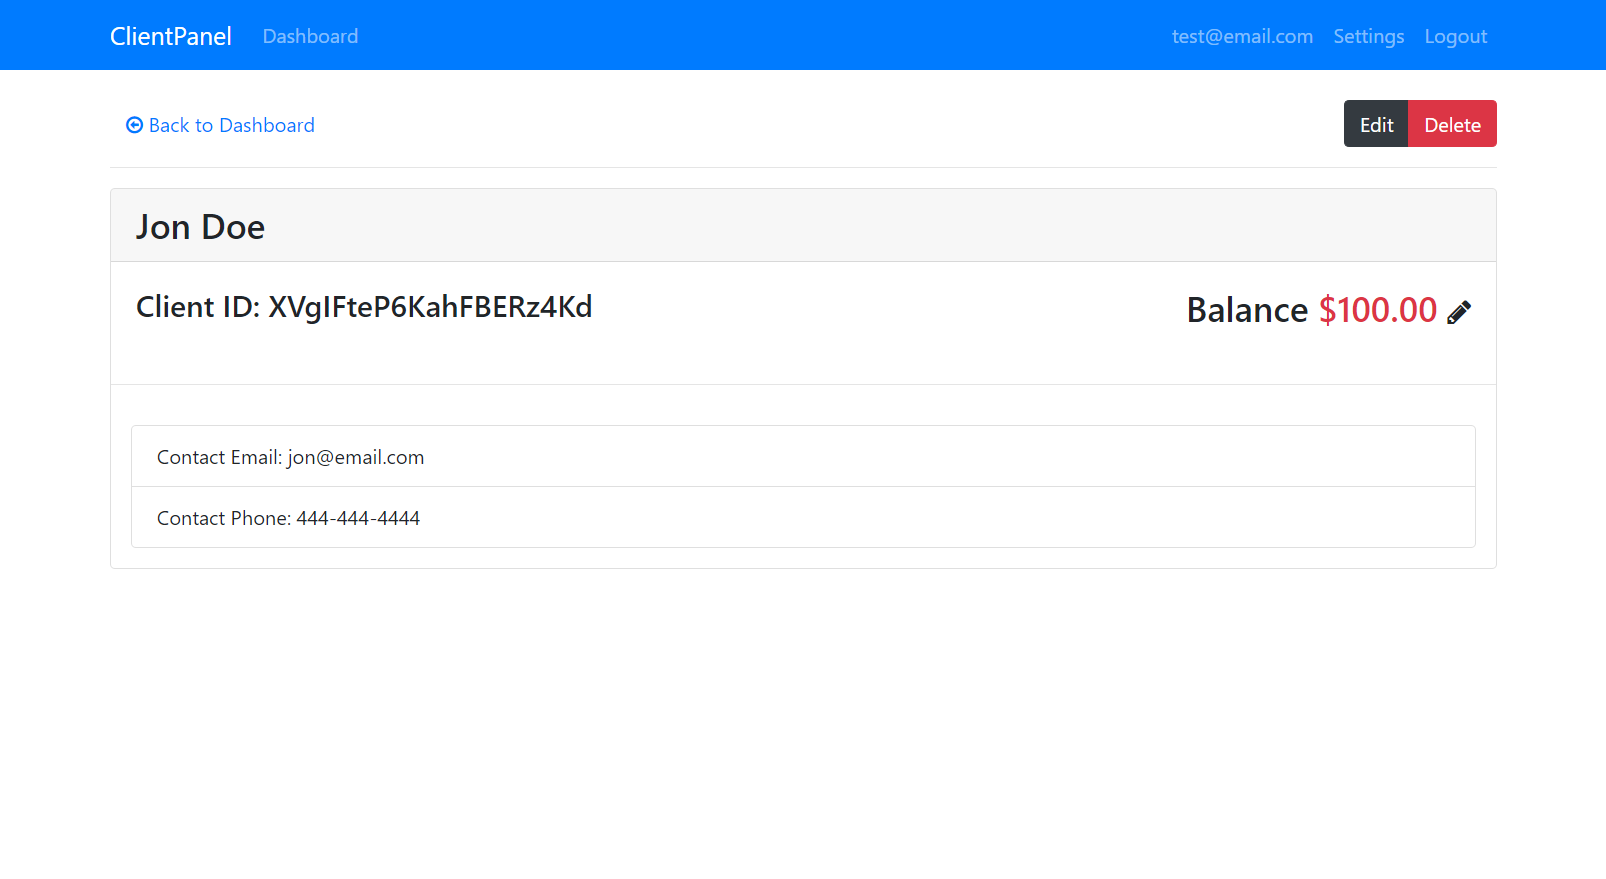 ClientPanel Dashboard test@email.com Settings Logout
Back to Dashboard Edit Delete
Jon Doe
Client ID: XVgIFteP6KahFBERz4Kd Balance $100.00
Contact Email: jon@email.com
Contact Phone: 444-444-4444